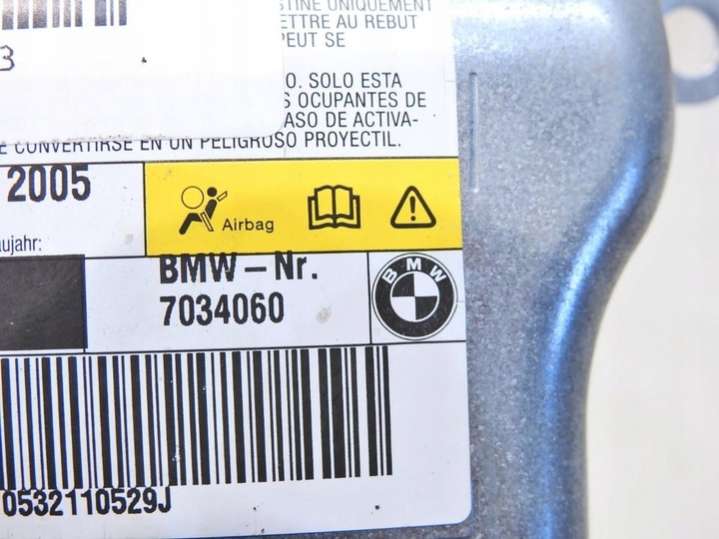 STINE UNIQUEMENT
METTRE AU REBUT
PEUT SE
3
O. SOLO ESTA
S OCUPANTES DE
ASO DE ACTIVA-
E CONVERTIRSE EN UN PELIGROSO PROYECTIL.
2005
Airbag
aujahr:
BMW – Nr.
7034060
BMW
0532110529J